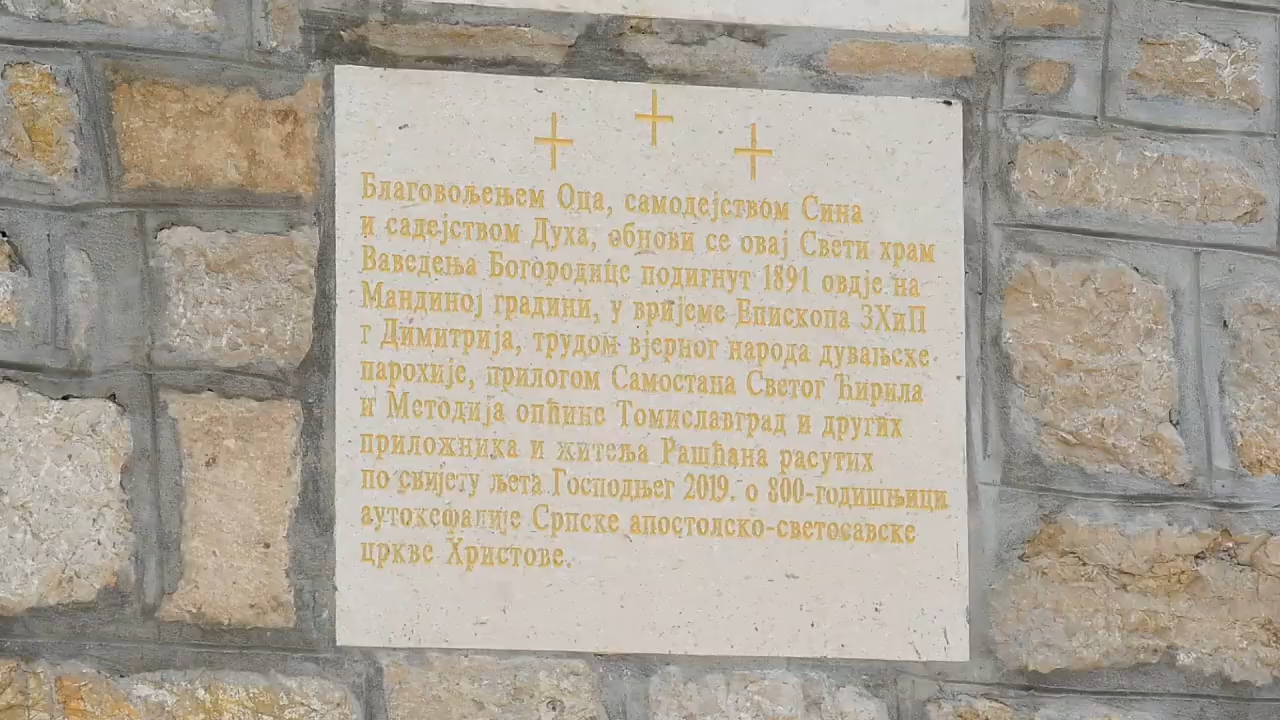 Благовољењем Оца, самодејством Сина
и садејством Духа, обнови се овај Свети храм
Ваведења Богородице подигнут 1891 овдје на
Мандиној градини, у вријеме Епископа ЗХиП
г Димитрија, трудом вјерног народа дувањске
парохије, прилогом Самостана Светог Ћирила
и Методија општине Томиславград и других
приложника и житеља Рашћана расутих
по свијету љета Господњег 2019. о 800-годишњици
аутокефалије Српске апостолско-светосавске
цркве Христове.